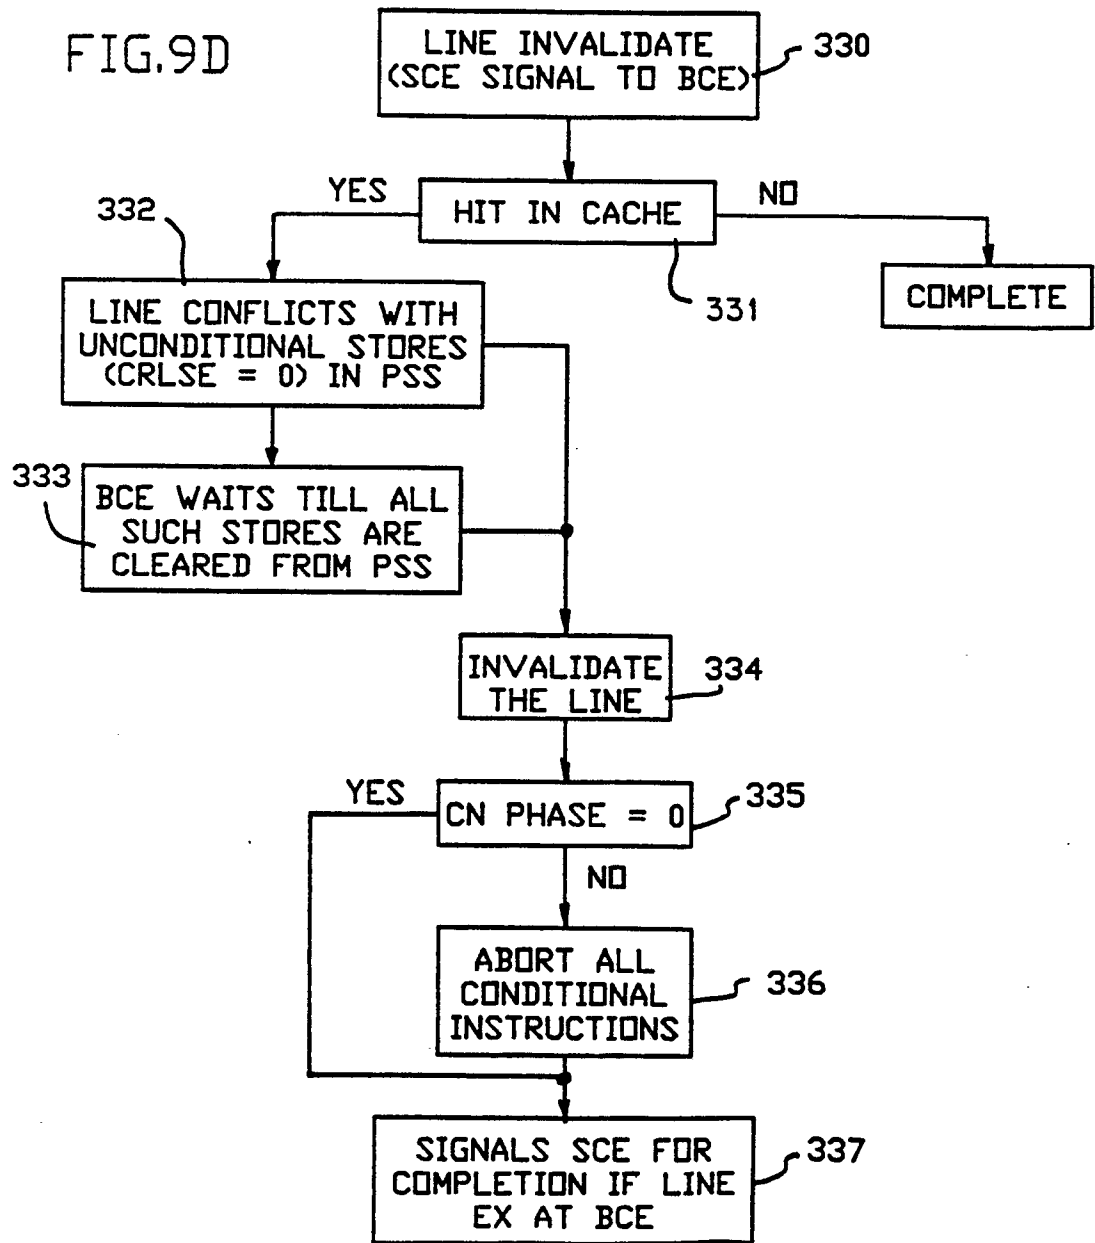 FIG.9D
LINE INVALIDATE
(SCE SIGNAL TO BCE)
330
YES
HIT IN CACHE
NO
332
331
COMPLETE
LINE CONFLICTS WITH
UNCONDITIONAL STORES
(CRLSE = 0) IN PSS
333
BCE WAITS TILL ALL
SUCH STORES ARE
CLEARED FROM PSS
INVALIDATE
THE LINE
334
YES
CN PHASE = 0
335
NO
ABORT ALL
CONDITIONAL
INSTRUCTIONS
336
SIGNALS SCE FOR
COMPLETION IF LINE
EX AT BCE
337